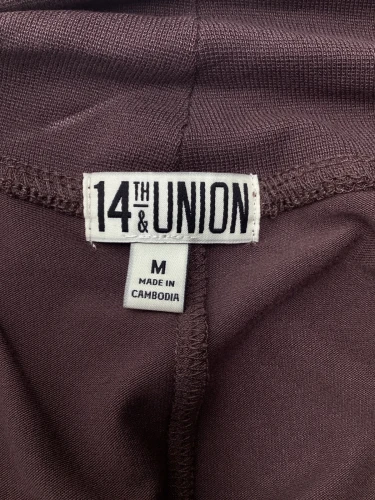 14TH & UNION
M
MADE IN
CAMBODIA